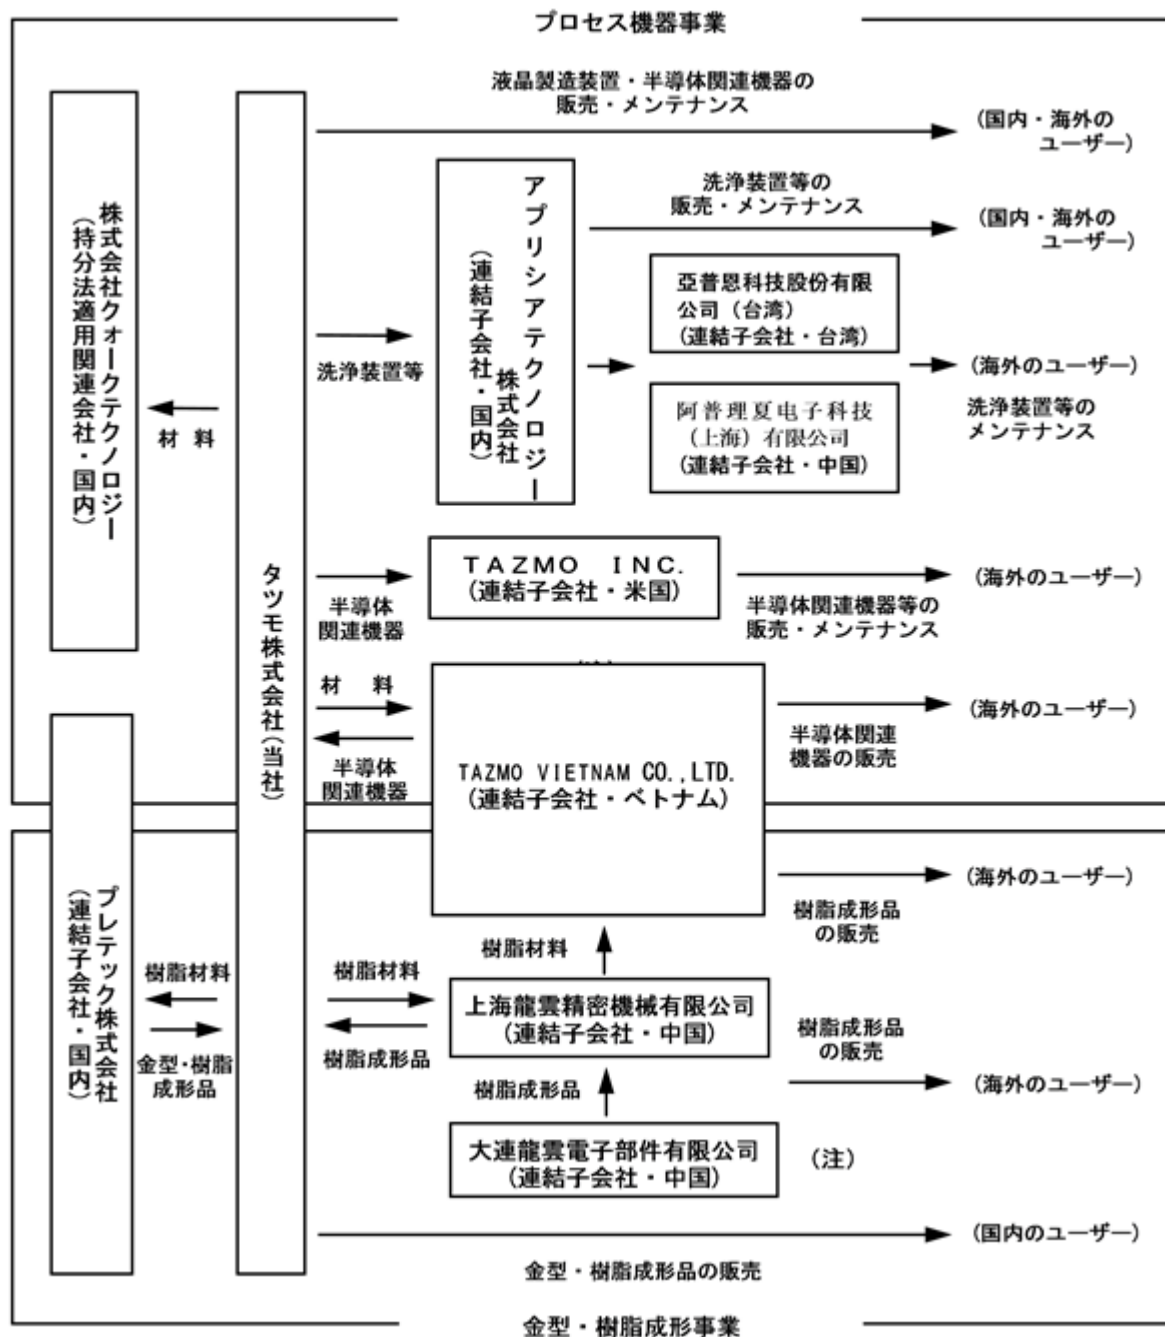 プロセス機器事業
液晶製造装置・半導体関連機器の
販売・メンテナンス
(国内・海外の
ユーザー)
株式会社クォークテクノロジー
(持分法適用関連会社・国内)
材 料
タツモ株式会社(当社)
洗浄装置等
アプリシアテクノロジー
株式会社
(連結子会社・国内)
洗浄装置等の
販売・メンテナンス
(国内・海外の
ユーザー)
亞普恩科技股份有限
公司(台湾)
(連結子会社・台湾)
阿普理夏电子科技
(上海)有限公司
(連結子会社・中国)
(海外のユーザー)
洗浄装置等の
メンテナンス
半導体
関連機器
TAZMO INC.
(連結子会社・米国)
半導体関連機器等の
販売・メンテナンス
(海外のユーザー)
材 料
半導体
関連機器
TAZMO VIETNAM CO.,LTD.
(連結子会社・ベトナム)
半導体関連
機器の販売
(海外のユーザー)
樹脂成形品
の販売
(海外のユーザー)
プレテック株式会社
(連結子会社・国内)
樹脂材料
金型・樹脂
成形品
樹脂材料
樹脂成形品
樹脂材料
上海龍雲精密機械有限公司
(連結子会社・中国)
樹脂成形品
の販売
(海外のユーザー)
樹脂成形品
大連龍雲電子部件有限公司
(連結子会社・中国)
(注)
金型・樹脂成形品の販売
(国内のユーザー)
金型・樹脂成形事業